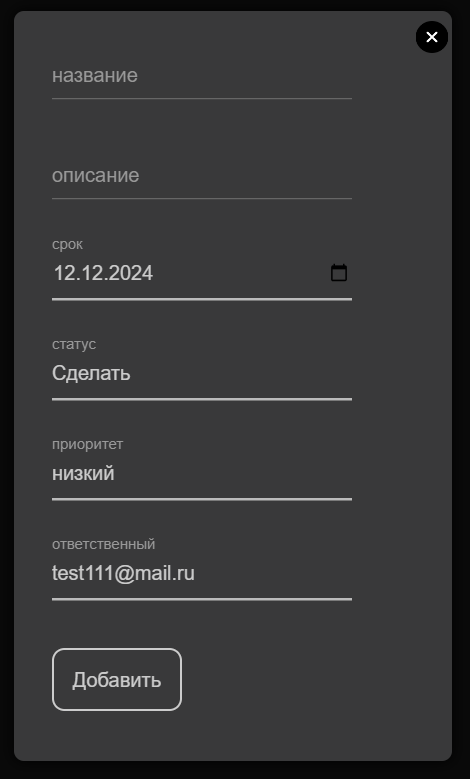 название
описание
срок
12.12.2024
статус
Сделать
приоритет
низкий
ответственный
test111@mail.ru
Добавить